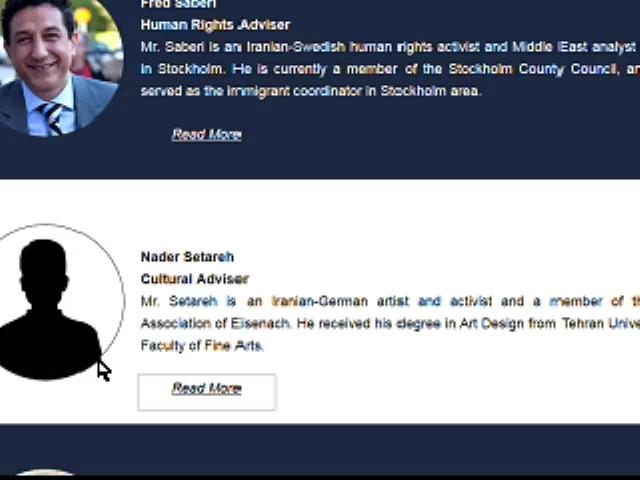 Fred Saberi
Human Rights Adviser
Mr. Saberi is an Iranian-Swedish human rights activist and Middle East analyst
in Stockholm. He is currently a member of the Stockholm County Council, an
served as the immigrant coordinator in Stockholm area.
Read More
Nader Setareh
Cultural Adviser
Mr. Setareh is an Iranian-German artist and activist and a member of th
Association of Eisenach. He received his degree in Art Design from Tehran Unive
Faculty of Fine Arts.
Read More